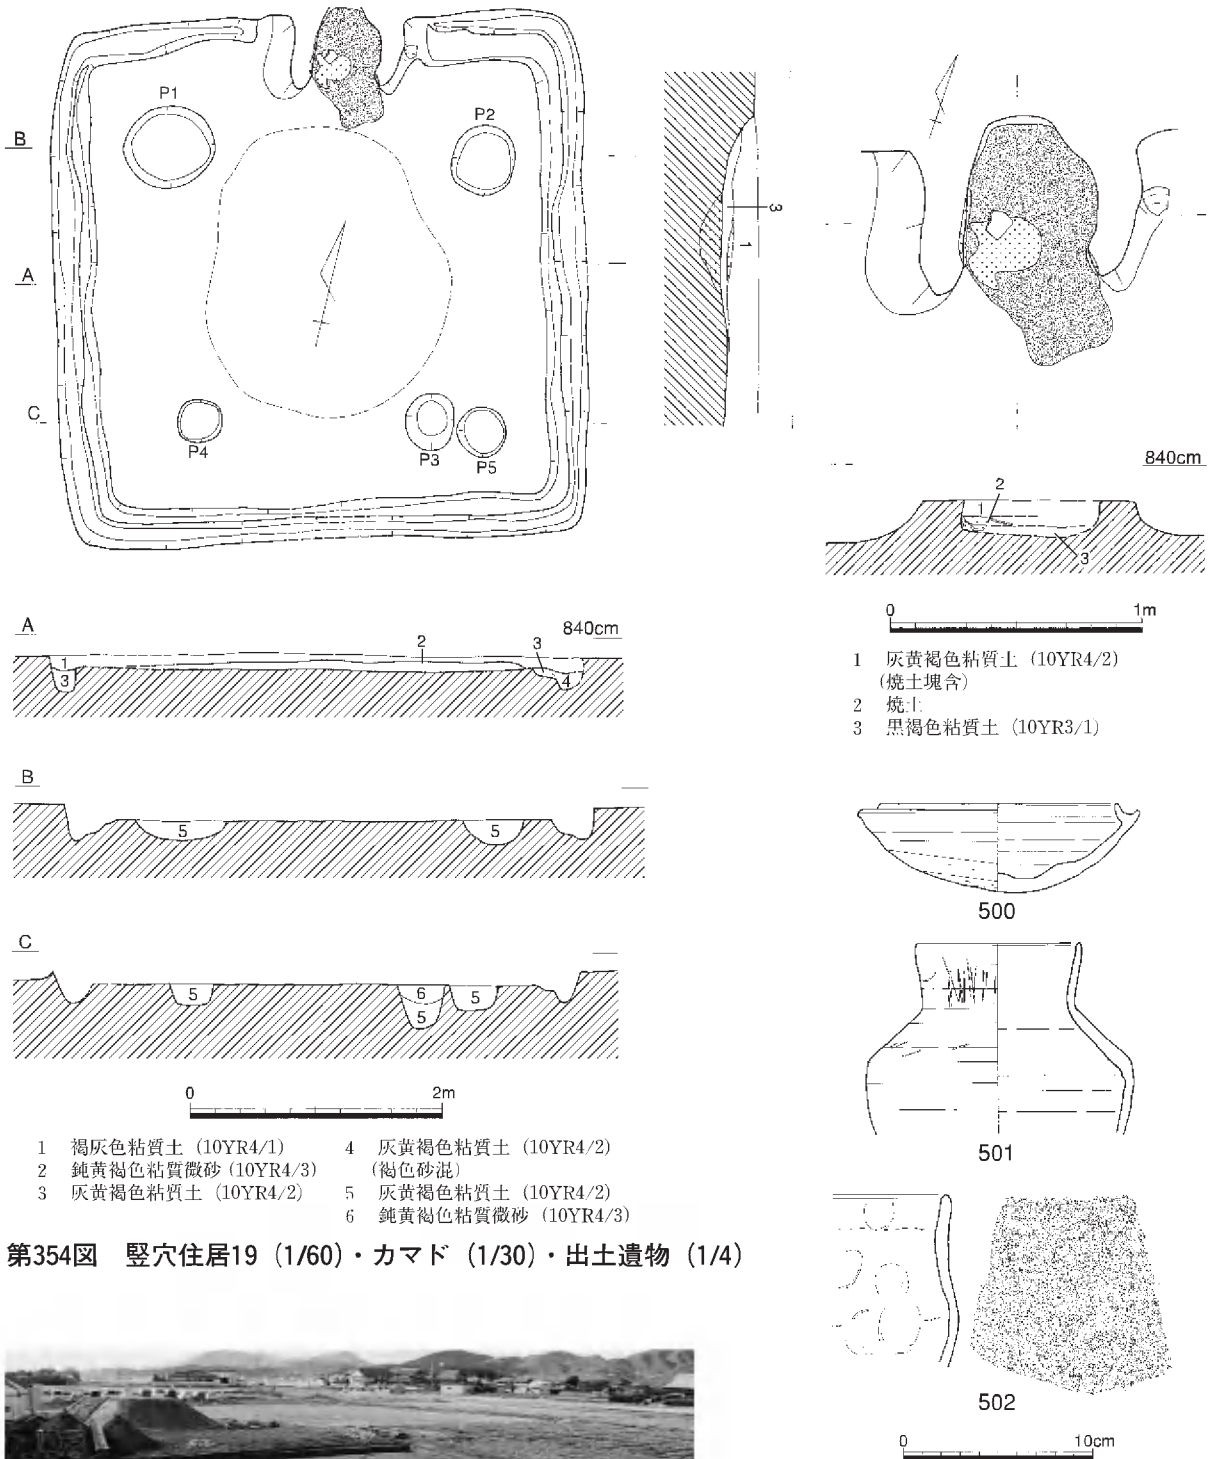 P1
P2
B
A
C
P4
P3
P5
3
1
840cm
2
1
3
0 1m
1 灰黄褐色粘質土 (10YR4/2)
(焼土塊含)
2 焼土
3 黒褐色粘質土 (10YR3/1)
A
840cm
2
3
1
3
4
B
5
5
C
5
6
5
5
0 2m
1 褐灰色粘質土 (10YR4/1)
2 鈍黄褐色粘質微砂 (10YR4/3)
3 灰黄褐色粘質土 (10YR4/2)
4 灰黄褐色粘質土 (10YR4/2)
(褐色砂混)
5 灰黄褐色粘質土 (10YR4/2)
6 鈍黄褐色粘質微砂 (10YR4/3)
第354図 竪穴住居19 (1/60)・カマド (1/30)・出土遺物 (1/4)
500
501
502
0 10cm